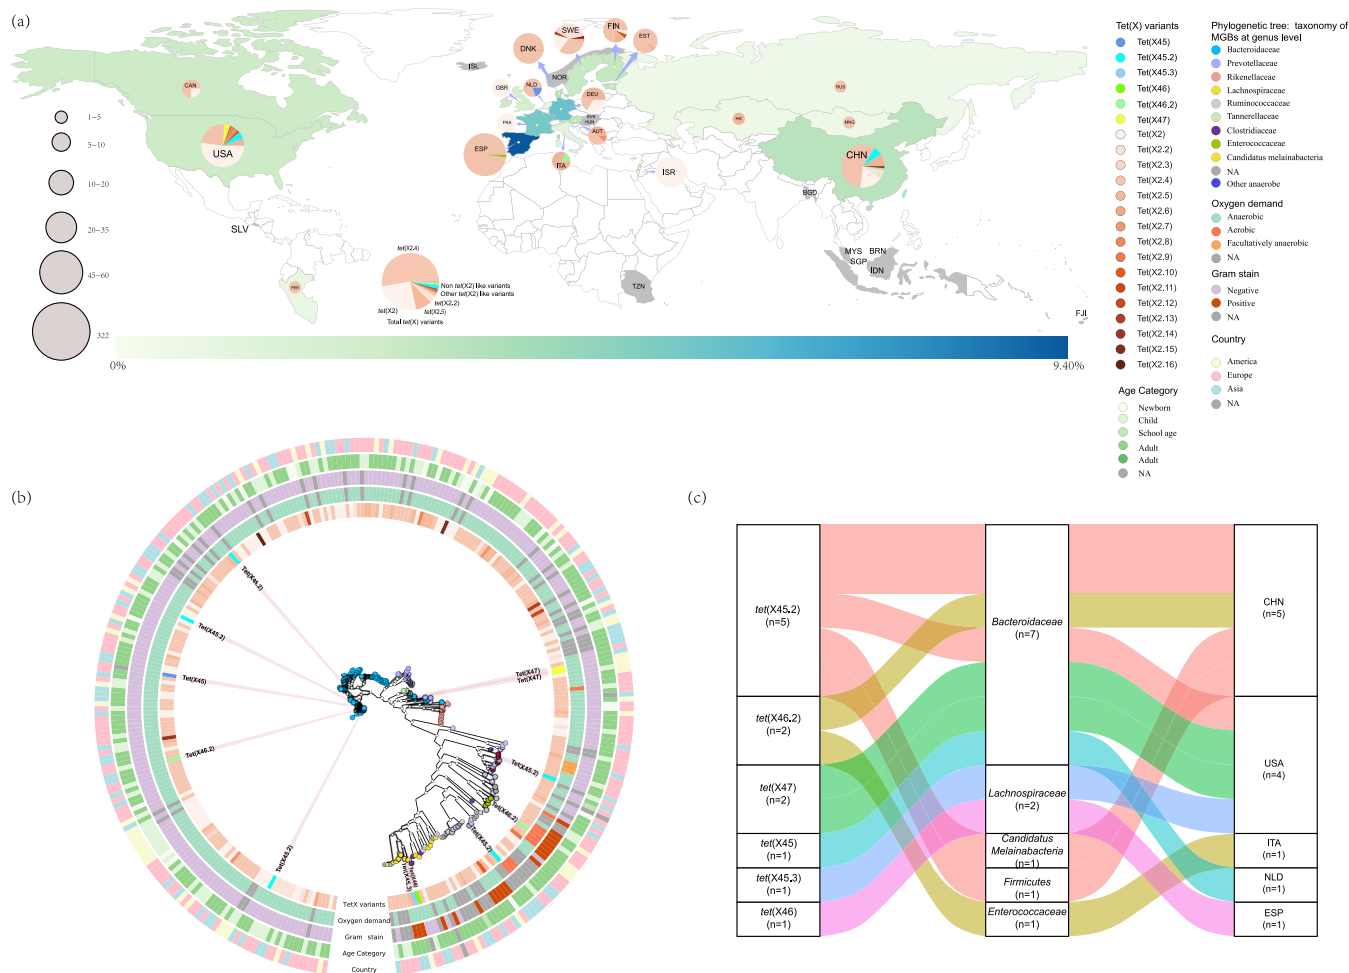 (a)
ISL
NOR
DNK
SWE
FIN
EST
GBR
NLD
DEU
FRA
SVK
HUN
AUT
ESP
ITA
ISR
CAN
USA
SLV
PER
RUS
KAZ
MNG
CHN
BGD
MYS
BRN
SGP
IDN
TZN
FJI
1–5
5–10
10–20
20–35
45–60
322
tet(X2.4)
Non tet(X2) like variants
Other tet(X2) like variants
tet(X2.2)
tet(X2.5)
tet(X2)
Total tet(X) variants
0%
9.40%
Tet(X) variants
Tet(X45)
Tet(X45.2)
Tet(X45.3)
Tet(X46)
Tet(X46.2)
Tet(X47)
Tet(X2)
Tet(X2.2)
Tet(X2.3)
Tet(X2.4)
Tet(X2.5)
Tet(X2.6)
Tet(X2.7)
Tet(X2.8)
Tet(X2.9)
Tet(X2.10)
Tet(X2.11)
Tet(X2.12)
Tet(X2.13)
Tet(X2.14)
Tet(X2.15)
Tet(X2.16)
Age Category
Newborn
Child
School age
Adult
Adult
NA
Phylogenetic tree: taxonomy of
MGBs at genus level
Bacteroidaceae
Prevotellaceae
Rikenellaceae
Lachnospiraceae
Ruminococcaceae
Tannerellaceae
Clostridiaceae
Enterococcaceae
Candidatus melainabacteria
NA
Other anaerobe
Oxygen demand
Anaerobic
Aerobic
Facultatively anaerobic
NA
Gram stain
Negative
Positive
NA
Country
America
Europe
Asia
NA
(b)
Tet(X45.2)
Tet(X45.2)
Tet(X45)
Tet(X46.2)
Tet(X45.2)
Tet(X47)
Tet(X47)
Tet(X45.2)
Tet(X46.2)
Tet(X45.2)
Tet(X46)
Tet(X45.3)
TetX variants
Oxygen demand
Gram stain
Age Category
Country
(c)
tet(X45.2)
(n=5)
tet(X46.2)
(n=2)
tet(X47)
(n=2)
tet(X45)
(n=1)
tet(X45.3)
(n=1)
tet(X46)
(n=1)
Bacteroidaceae
(n=7)
Lachnospiraceae
(n=2)
Candidatus
Melainabacteria
(n=1)
Firmicutes
(n=1)
Enterococcaceae
(n=1)
CHN
(n=5)
USA
(n=4)
ITA
(n=1)
NLD
(n=1)
ESP
(n=1)